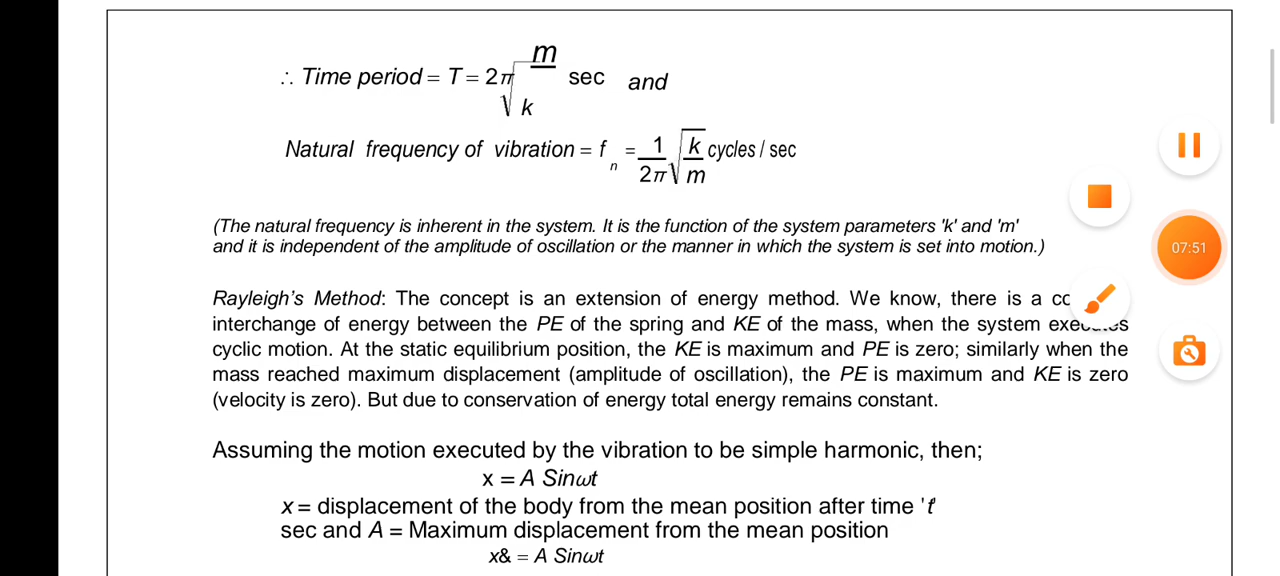 ∴ Time period = T = 2π√(m/k) sec and
Natural frequency of vibration = fn = 1/2π √(k/m) cycles / sec
(The natural frequency is inherent in the system. It is the function of the system parameters 'k' and 'm'
and it is independent of the amplitude of oscillation or the manner in which the system is set into motion.)
Rayleigh's Method: The concept is an extension of energy method. We know, there is a
interchange of energy between the PE of the spring and KE of the mass, when the system executes
cyclic motion. At the static equilibrium position, the KE is maximum and PE is zero; similarly when the
mass reached maximum displacement (amplitude of oscillation), the PE is maximum and KE is zero
(velocity is zero). But due to conservation of energy total energy remains constant.
Assuming the motion executed by the vibration to be simple harmonic, then;
x = A Sinωt
x = displacement of the body from the mean position after time 't'
sec and A = Maximum displacement from the mean position
x& = A Sinωt
07:51